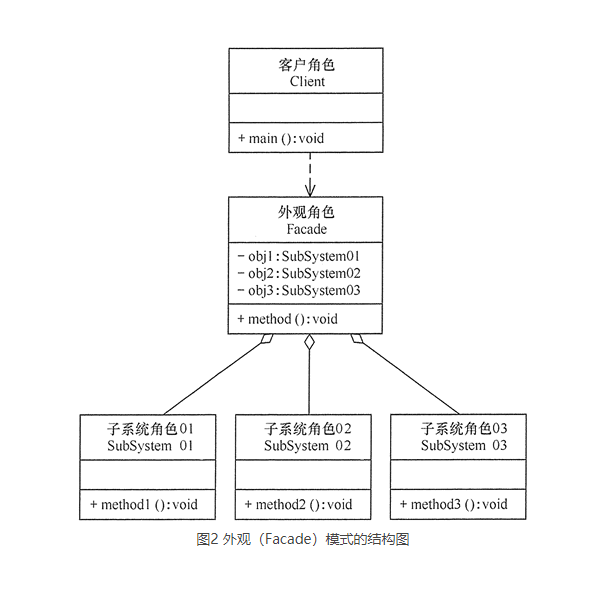 客户角色
Client
+ main ():void
外观角色
Facade
- obj1:SubSystem01
- obj2:SubSystem02
- obj3:SubSystem03
+ method ():void
子系统角色01
SubSystem 01
+ method1 ():void
子系统角色02
SubSystem 02
+ method2 ():void
子系统角色03
SubSystem 03
+ method3 ():void
图2 外观（Facade）模式的结构图